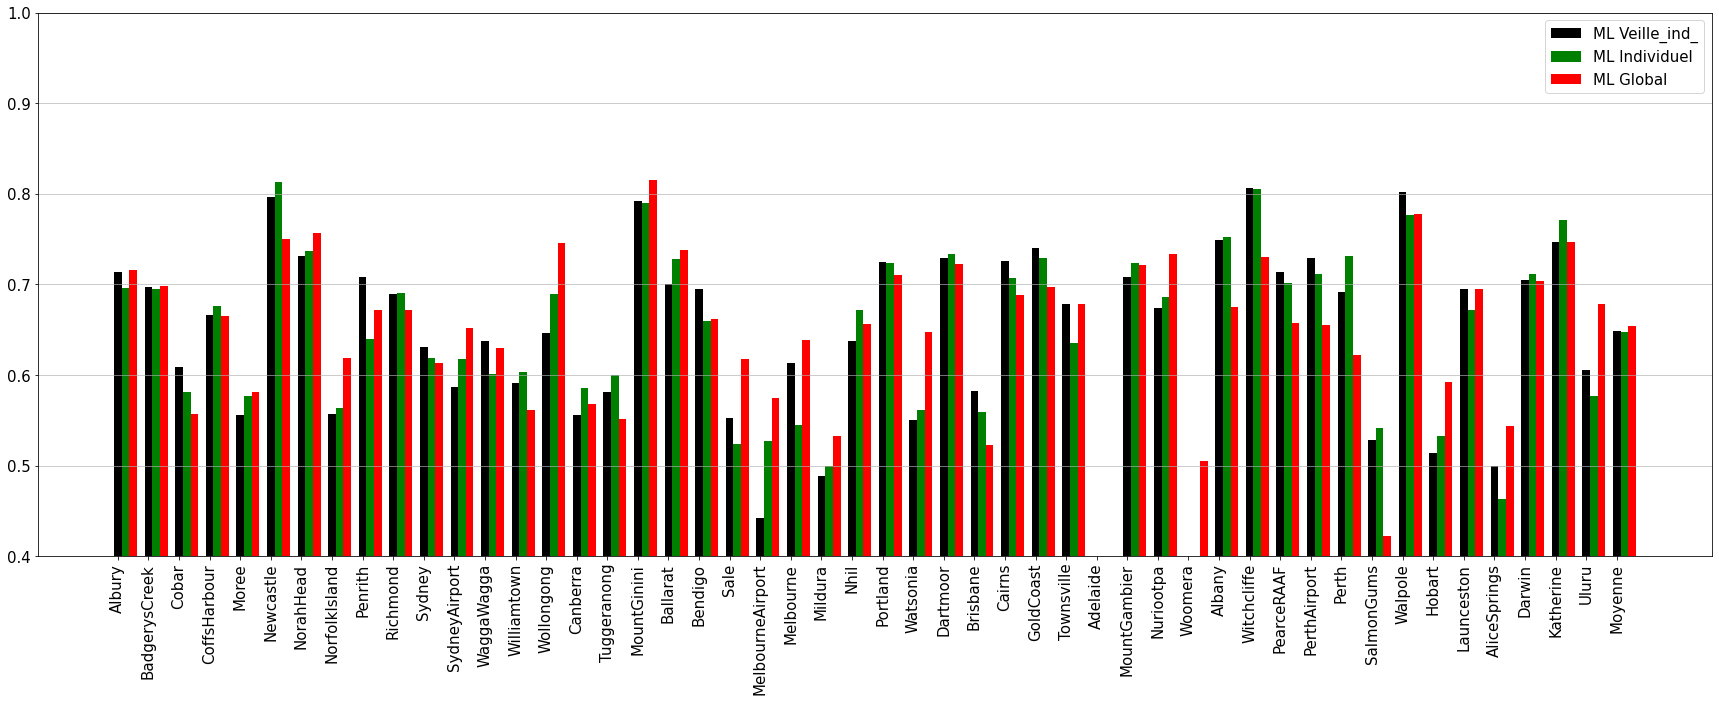 1.0
0.9
0.8
0.7
0.6
0.5
0.4
ML Veille_ind_
ML Individuel
ML Global
Albury
BadgerysCreek
Cobar
CoffsHarbour
Moree
Newcastle
NorahHead
NorfolkIsland
Penrith
Richmond
Sydney
SydneyAirport
WaggaWagga
Williamtown
Wollongong
Canberra
Tuggeranong
MountGinini
Ballarat
Bendigo
Sale
MelbourneAirport
Melbourne
Mildura
Nhil
Portland
Watsonia
Dartmoor
Brisbane
Cairns
GoldCoast
Townsville
Adelaide
MountGambier
Nuriootpa
Woomera
Albany
Witchcliffe
PearceRAAF
PerthAirport
Perth
SalmonGums
Walpole
Hobart
Launceston
AliceSprings
Darwin
Katherine
Uluru
Moyenne